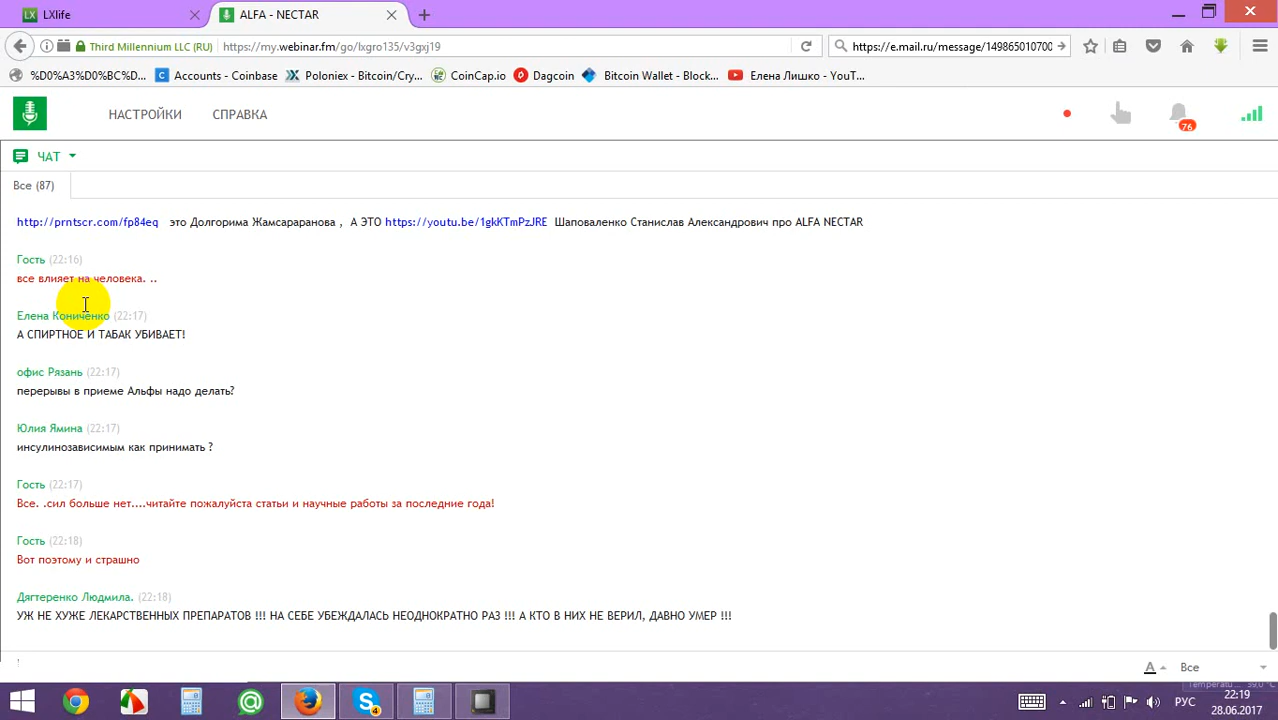 LXlife
ALFA - NECTAR
Third Millennium LLC (RU)
https://my.webinar.fm/go/lxgro135/v3gxj19
https://e.mail.ru/message/149865010700
%D0%A3%D0%BC%D...
Accounts - Coinbase
Poloniex - Bitcoin/Cry...
CoinCap.io
Dagcoin
Bitcoin Wallet - Block...
Елена Лишко - YouT...
НАСТРОЙКИ
СПРАВКА
76
ЧАТ
Все (87)
http://prntscr.com/fp84eq это Долгорима Жамсараранова , А ЭТО https://youtu.be/1gkKTmPzJRE Шаповаленко Станислав Александрович про ALFA NECTAR
Гость (22:16)
все влияет на человека. ..
Елена Кониченко (22:17)
А СПИРТНОЕ И ТАБАК УБИВАЕТ!
офис Рязань (22:17)
перерывы в приеме Альфы надо делать?
Юлия Ямина (22:17)
инсулинозависимым как принимать ?
Гость (22:17)
Все. .сил больше нет....читайте пожалуйста статьи и научные работы за последние года!
Гость (22:18)
Вот поэтому и страшно
Дягтеренко Людмила. (22:18)
УЖ НЕ ХУЖЕ ЛЕКАРСТВЕННЫХ ПРЕПАРАТОВ !!! НА СЕБЕ УБЕЖДАЛАСЬ НЕОДНОКРАТНО РАЗ !!! А КТО В НИХ НЕ ВЕРИЛ, ДАВНО УМЕР !!!
А
Все
4
РУС
22:19
28.06.2017